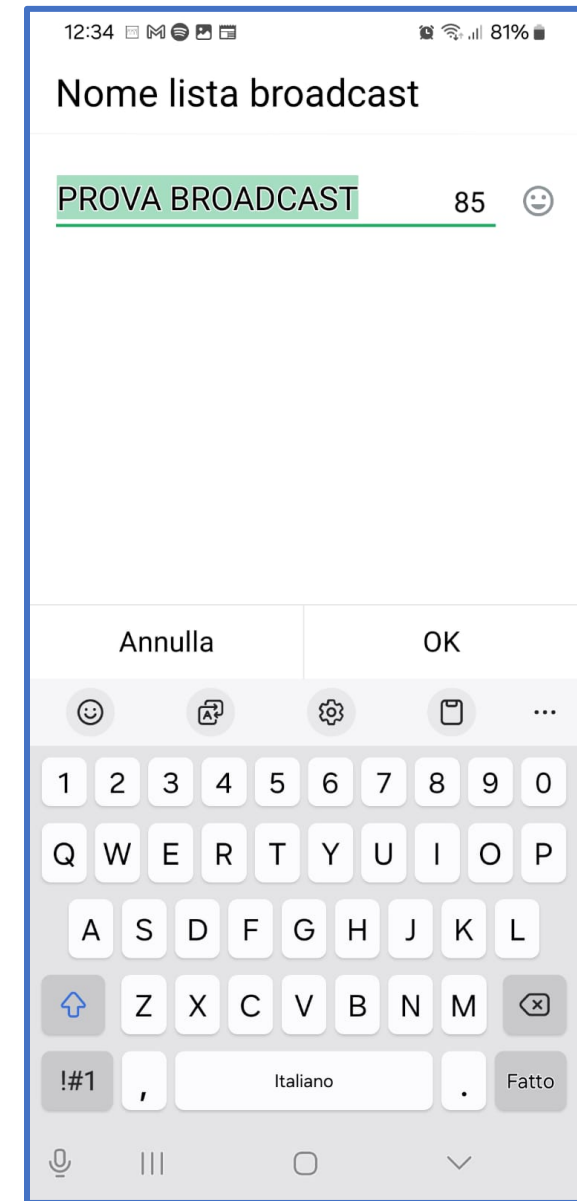 12:34 81%
Nome lista broadcast
PROVA BROADCAST 85
Annulla OK
1 2 3 4 5 6 7 8 9 0
Q W E R T Y U I O P
A S D F G H J K L
Z X C V B N M
!#1 , Italiano . Fatto